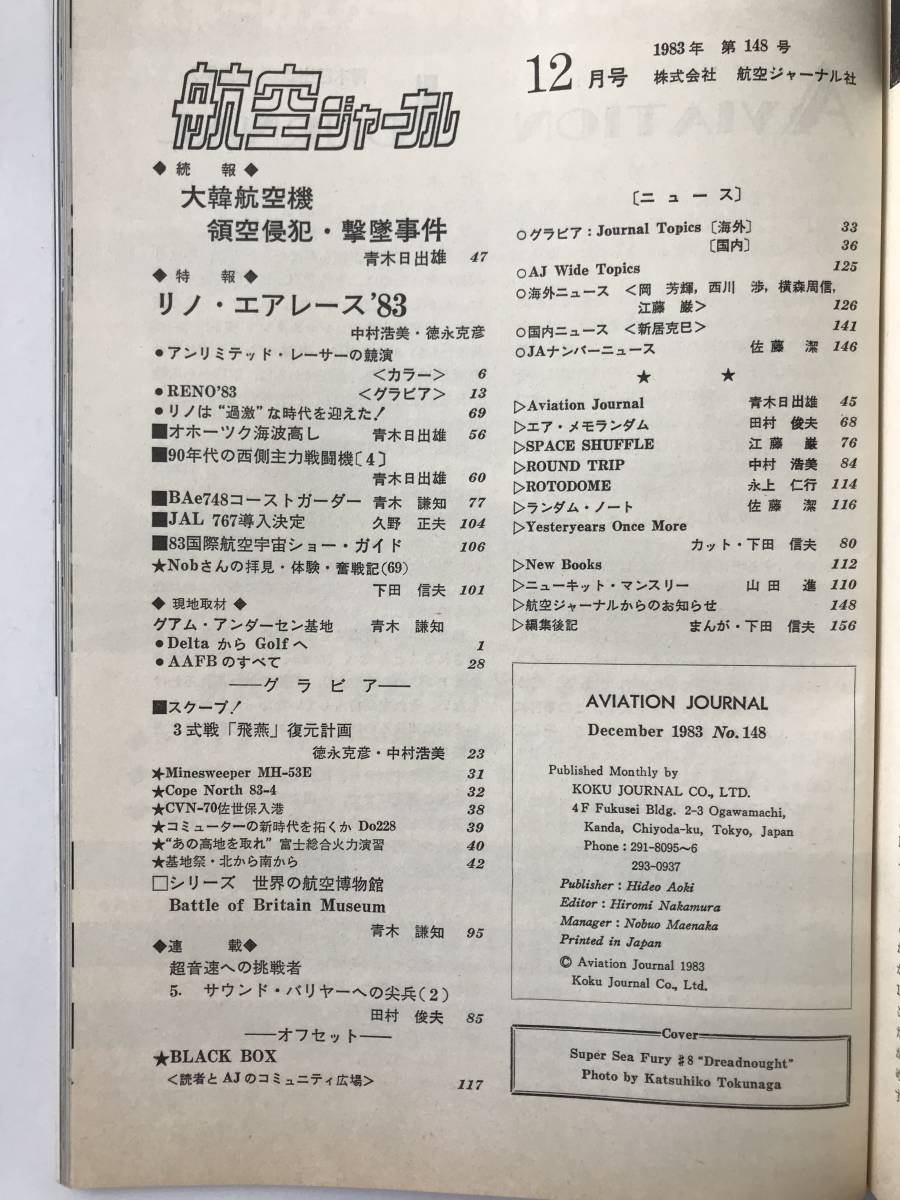 航空ジャーナル
12月号
1983年 第148号
株式会社 航空ジャーナル社
◆続 報◆
大韓航空機
領空侵犯・撃墜事件
青木日出雄 47
◆特 報◆
リノ・エアレース'83
中村浩美・徳永克彦
●アンリミテッド・レーサーの競演
<カラー> 6
●RENO'83 <グラビア> 13
●リノは“過激”な時代を迎えた! 69
■オホーツク海波高し 青木日出雄 56
■90年代の西側主力戦闘機〔4〕
青木日出雄 60
■BAe748コーストガーダー 青木 謙知 77
■JAL 767導入決定 久野 正夫 104
■83国際航空宇宙ショー・ガイド 106
★Nobさんの拝見・体験・奮戦記(69)
下田 信夫 101
◆ 現地取材 ◆
グアム・アンダーセン基地 青木 謙知
●Delta から Golf へ 1
●AAFB のすべて 28
──グ ラ ビ ア──
■スクープ!
3式戦「飛燕」復元計画
徳永克彦・中村浩美 23
★Minesweeper MH-53E 31
★Cope North 83-4 32
★CVN-70佐世保入港 38
★コミューターの新時代を拓くか Do228 39
★“あの高地を取れ” 富士総合火力演習 40
★基地祭・北から南から 42
□シリーズ 世界の航空博物館
Battle of Britain Museum
青木 謙知 95
◆連 載◆
超音速への挑戦者
5. サウンド・バリヤーへの尖兵(2)
田村 俊夫 85
──オフセット──
★BLACK BOX
<読者と AJ のコミュニティ広場> 117
〔ニ ュ ー ス〕
○グラビア：Journal Topics〔海外〕 33
〔国内〕 36
○AJ Wide Topics 125
○海外ニュース <岡 芳輝，西川 渉，横森周信，
江藤 巌> 126
○国内ニュース <新居克巳> 141
○JAナンバーニュース 佐 藤 潔 146
★ ★
▷Aviation Journal 青木日出雄 45
▷エア・メモランダム 田村 俊夫 68
▷SPACE SHUFFLE 江 藤 巌 76
▷ROUND TRIP 中村 浩美 84
▷ROTODOME 永上 仁行 114
▷ランダム・ノート 佐 藤 潔 116
▷Yesteryears Once More
カット・下田 信夫 80
▷New Books 112
▷ニューキット・マンスリー 山 田 進 110
▷航空ジャーナルからのお知らせ 148
▷編集後記 まんが・下田 信夫 156
AVIATION JOURNAL
December 1983 No. 148
Published Monthly by
KOKU JOURNAL CO., LTD.
4 F Fukusei Bldg. 2-3 Ogawamachi,
Kanda, Chiyoda-ku, Tokyo, Japan
Phone : 291-8095～6
293-0937
Publisher : Hideo Aoki
Editor : Hiromi Nakamura
Manager : Nobuo Maenaka
Printed in Japan
© Aviation Journal 1983
Koku Journal Co., Ltd.
Cover
Super Sea Fury ♯8 “Dreadnought”
Photo by Katsuhiko Tokunaga